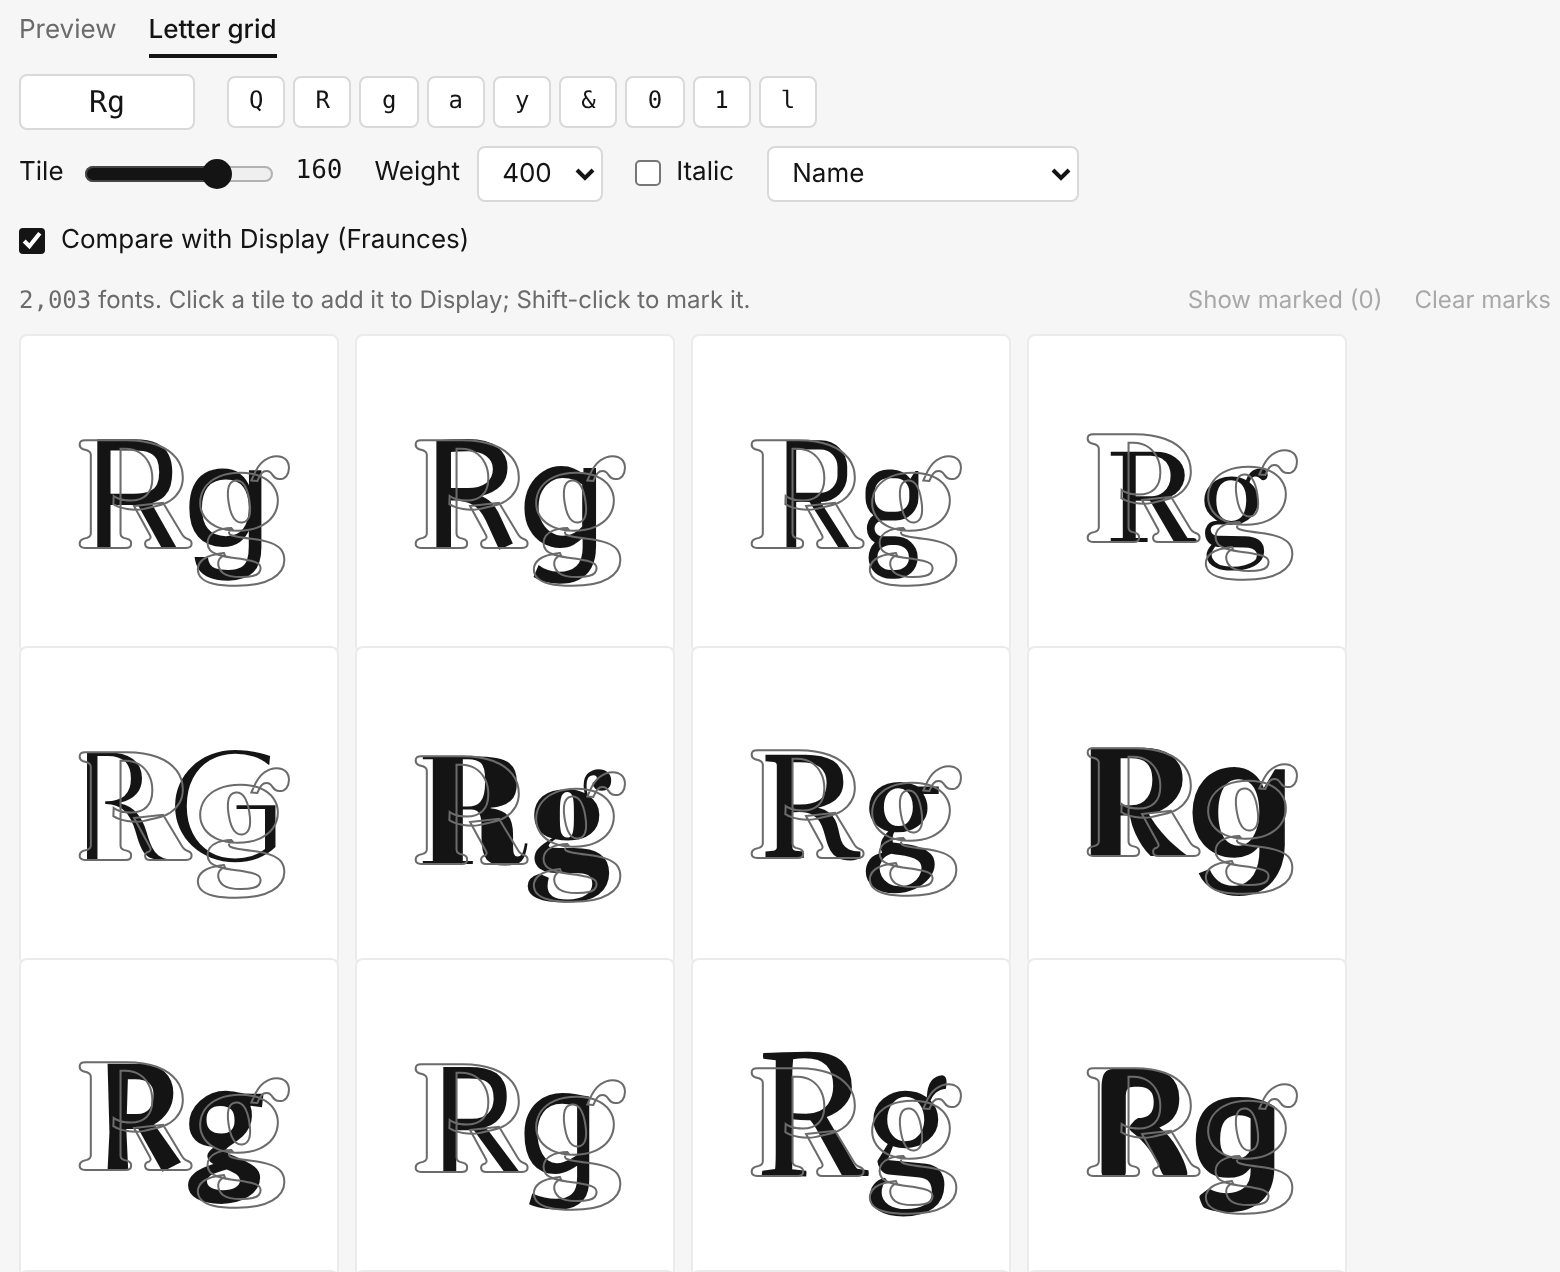 Preview Letter grid
Rg Q R g a y & 0 1 l
Tile 160 Weight 400 Italic Name
Compare with Display (Fraunces)
2,003 fonts. Click a tile to add it to Display; Shift-click to mark it. Show marked (0) Clear marks
Rg Rg Rg Rg
RG Rg Rg Rg
Rg Rg Rg Rg